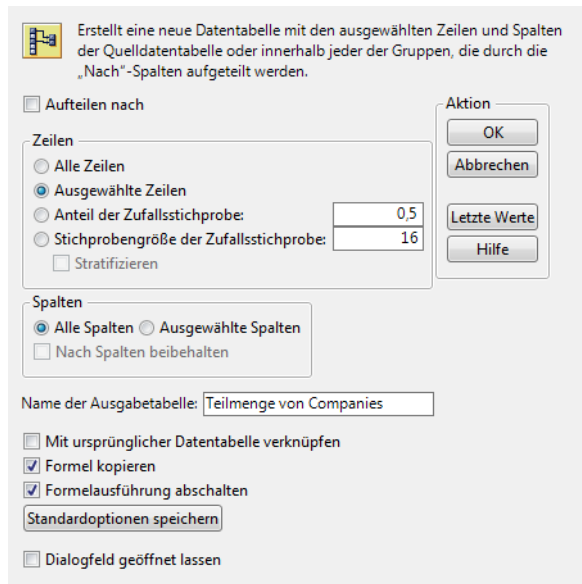 Erstellt eine neue Datentabelle mit den ausgewählten Zeilen und Spalten
der Quelldatentabelle oder innerhalb jeder der Gruppen, die durch die
„Nach“-Spalten aufgeteilt werden.
Aufteilen nach
Zeilen
Alle Zeilen
Ausgewählte Zeilen
Anteil der Zufallsstichprobe: 0,5
Stichprobengröße der Zufallsstichprobe: 16
Stratifizieren
Aktion
OK
Abbrechen
Letzte Werte
Hilfe
Spalten
Alle Spalten Ausgewählte Spalten
Nach Spalten beibehalten
Name der Ausgabetabelle: Teilmenge von Companies
Mit ursprünglicher Datentabelle verknüpfen
Formel kopieren
Formelausführung abschalten
Standardoptionen speichern
Dialogfeld geöffnet lassen